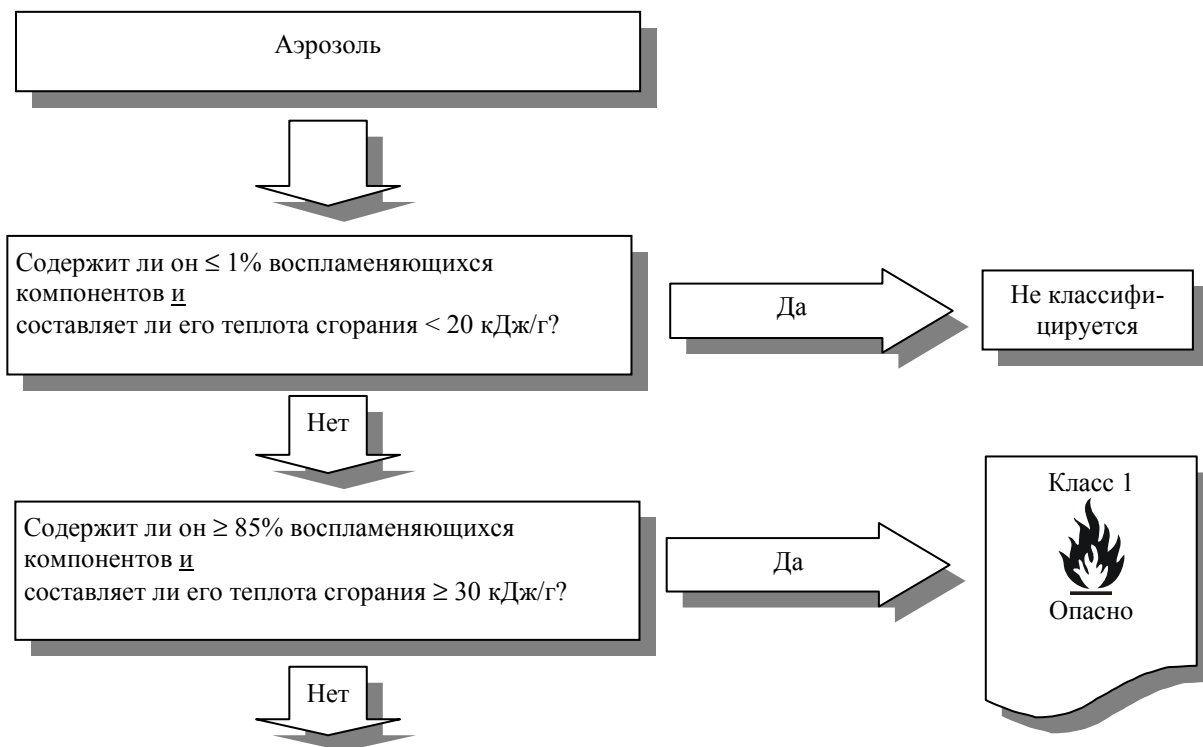 Аэрозоль
Содержит ли он ≤ 1% воспламеняющихся
компонентов и
составляет ли его теплота сгорания < 20 кДж/г?
Да
Не классифи-
цируется
Нет
Содержит ли он ≥ 85% воспламеняющихся
компонентов и
составляет ли его теплота сгорания ≥ 30 кДж/г?
Да
Класс 1
Опасно
Нет